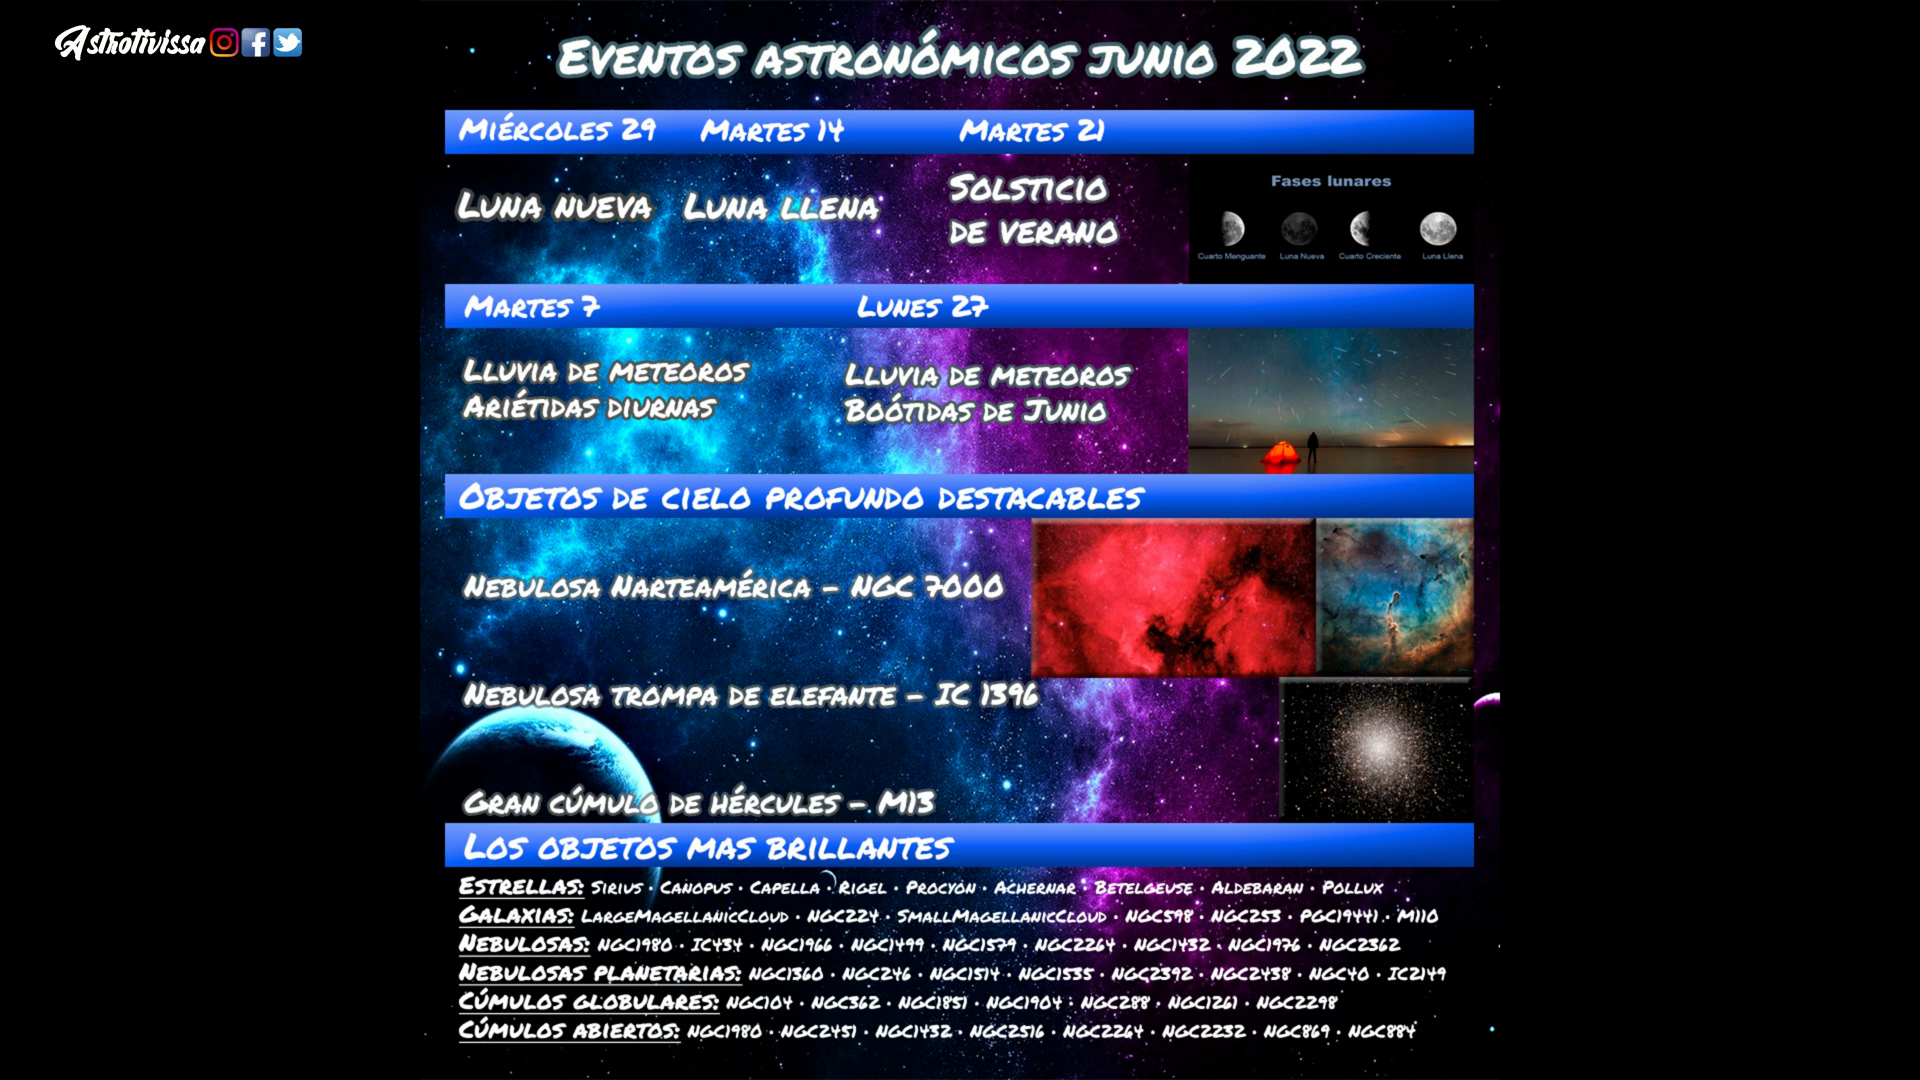 AstroEivissa
Eventos astronómicos junio 2022
Miércoles 29 Martes 14 Martes 21
Luna nueva Luna llena Solsticio
de verano
Fases lunares
Cuarto Menguante Luna Nueva Cuarto Creciente Luna Llena
Martes 7 Lunes 27
Lluvia de meteoros
Ariétidas diurnas
Lluvia de meteoros
Boótidas de Junio
Objetos de cielo profundo destacables
Nebulosa Narteamérica - NGC 7000
Nebulosa trompa de elefante - IC 1396
Gran cúmulo de hércules - M13
Los objetos mas brillantes
Estrellas: Sirius · Canopus · Capella · Rigel · Procyon · Achernar · Betelgeuse · Aldebaran · Pollux
Galaxias: LargeMagellanicCloud · NGC224 · SmallMagellanicCloud · NGC598 · NGC253 · PGC19441 · M110
Nebulosas: NGC1980 · IC434 · NGC1966 · NGC1499 · NGC1579 · NGC2264 · NGC1432 · NGC1976 · NGC2362
Nebulosas planetarias: NGC1360 · NGC246 · NGC1514 · NGC1535 · NGC2392 · NGC2438 · NGC40 · IC2149
Cúmulos globulares: NGC104 · NGC362 · NGC1851 · NGC1904 · NGC288 · NGC1261 · NGC2298
Cúmulos abiertos: NGC1980 · NGC2451 · NGC1432 · NGC2516 · NGC2264 · NGC2232 · NGC869 · NGC884